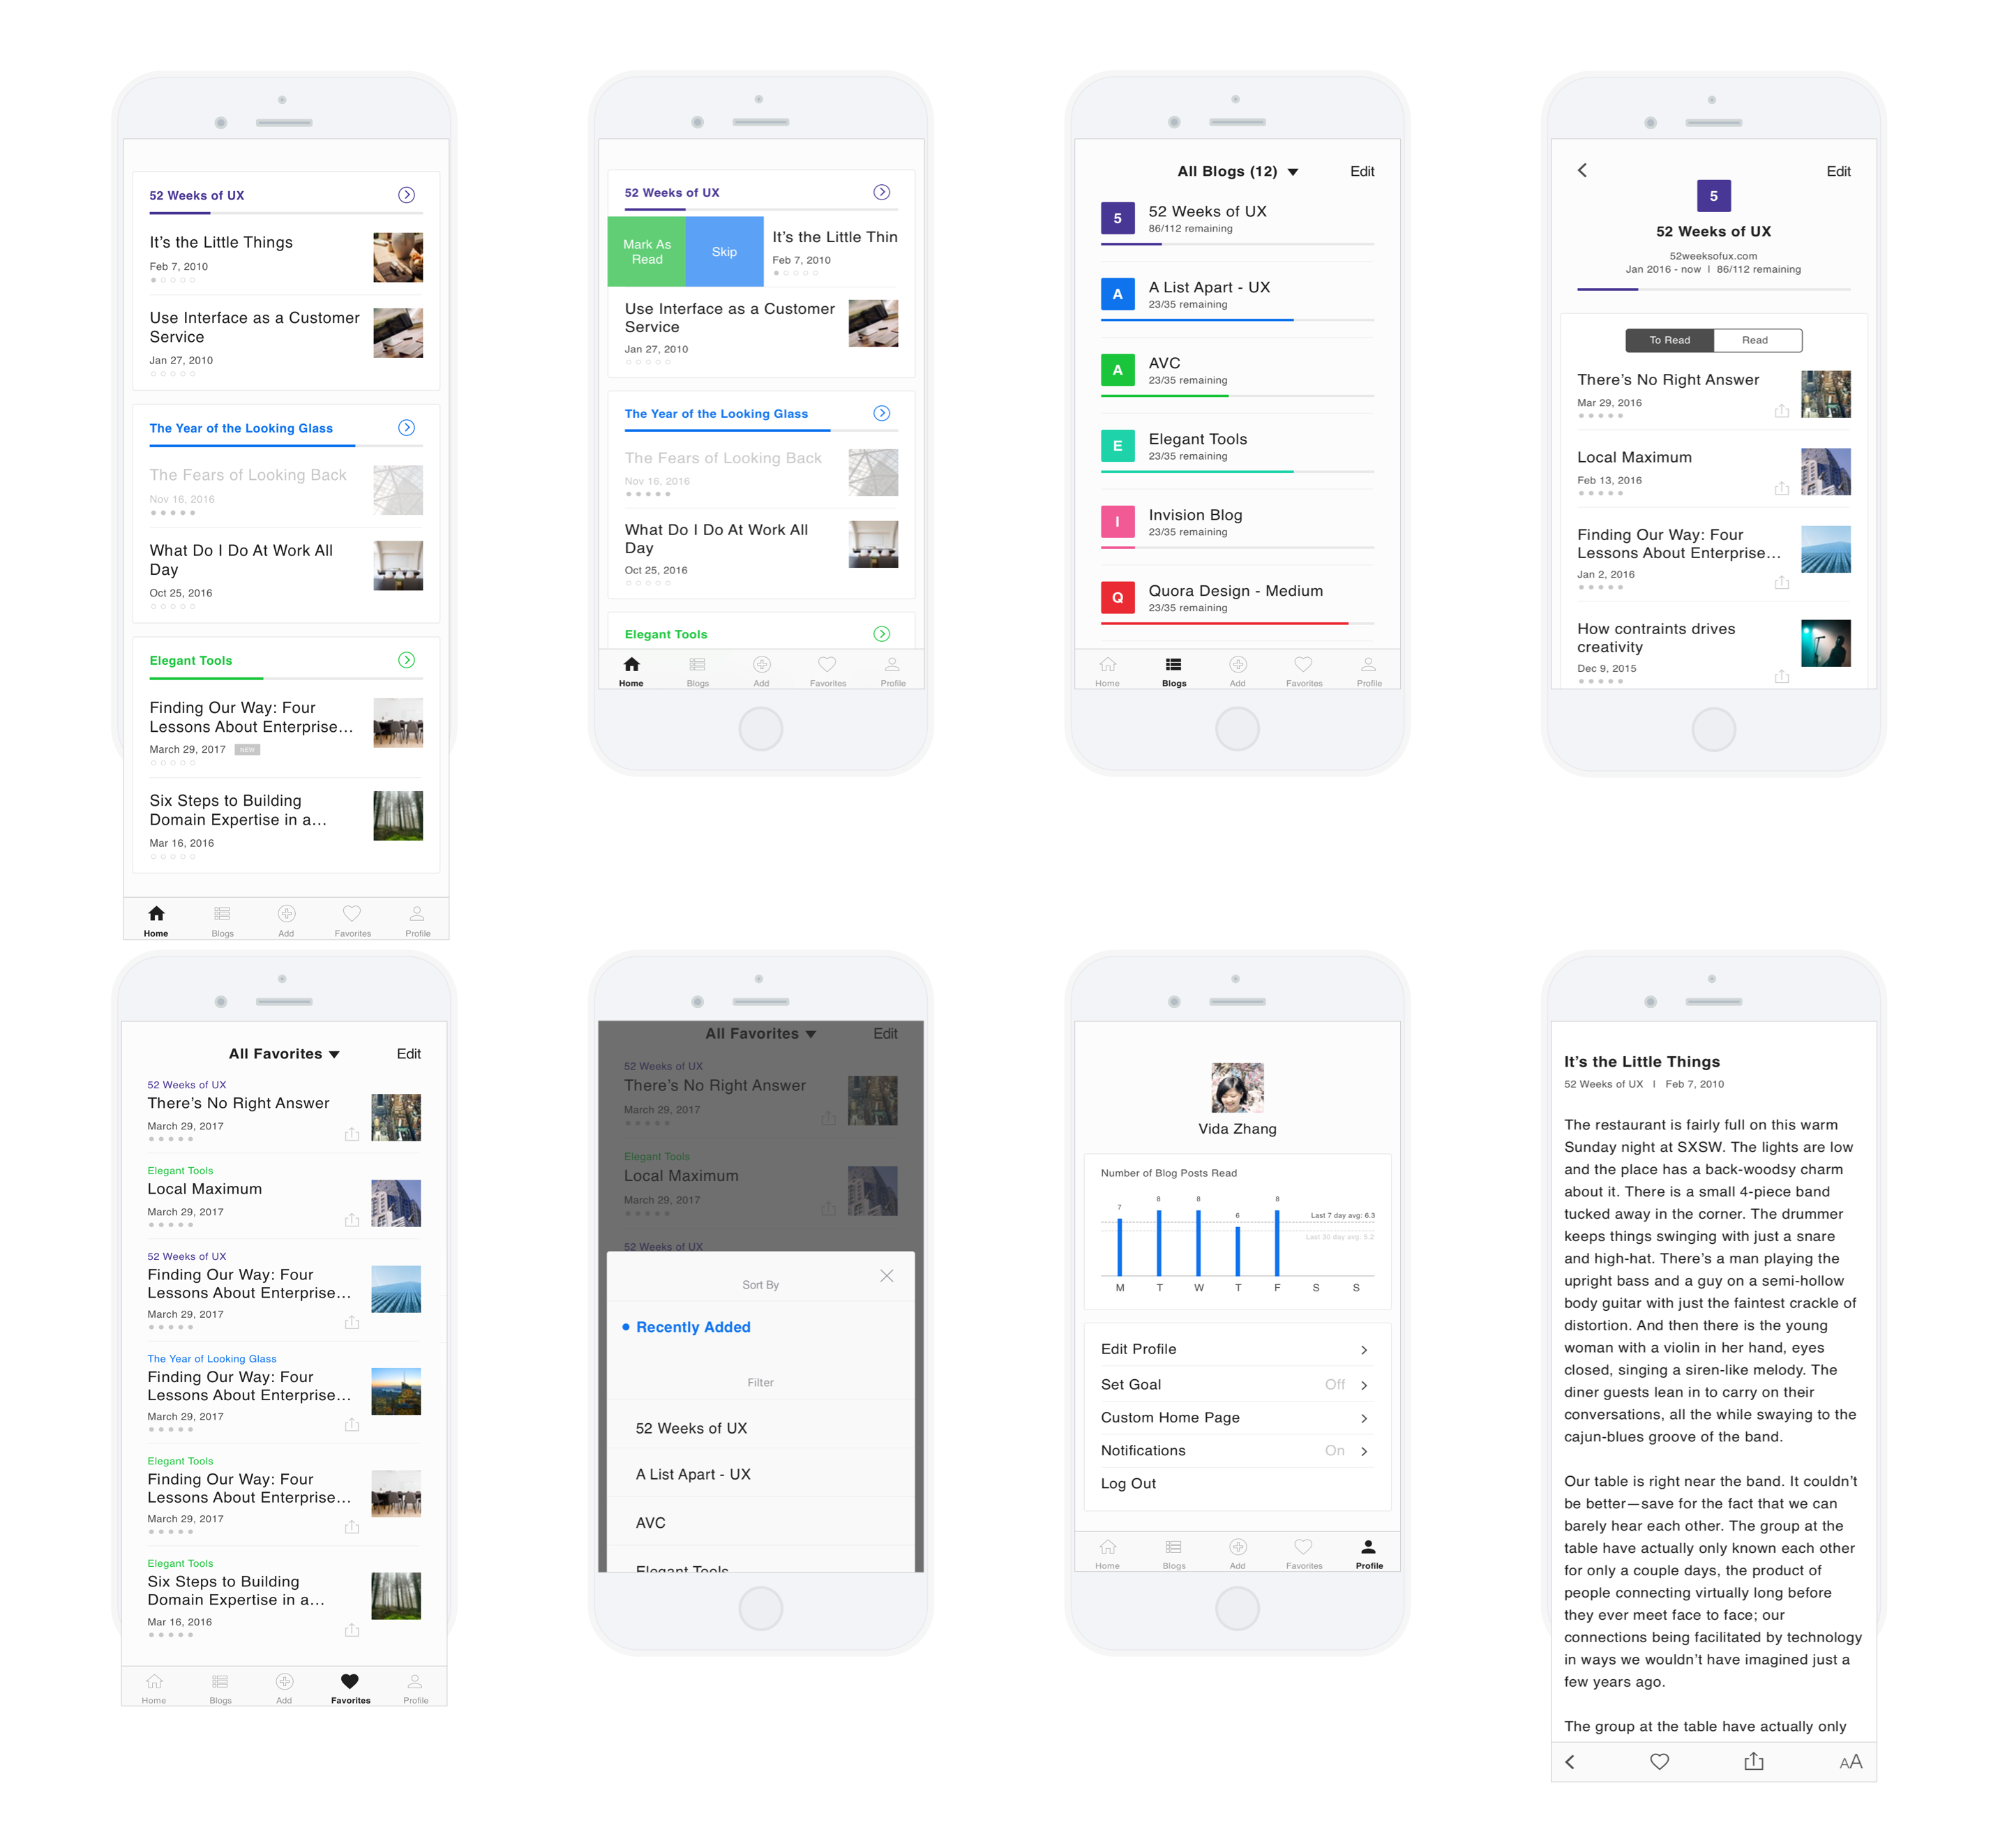 52 Weeks of UX
It's the Little Things
Feb 7, 2010
Use Interface as a Customer
Service
Jan 27, 2010
The Year of the Looking Glass
The Fears of Looking Back
Nov 16, 2016
What Do I Do At Work All
Day
Oct 25, 2016
Elegant Tools
Finding Our Way: Four
Lessons About Enterprise...
March 29, 2017 NEW
Six Steps to Building
Domain Expertise in a...
Mar 16, 2016
Home Blogs Add Favorites Profile
52 Weeks of UX
Mark As
Read
Skip
It's the Little Thin
Feb 7, 2010
Use Interface as a Customer
Service
Jan 27, 2010
The Year of the Looking Glass
The Fears of Looking Back
Nov 16, 2016
What Do I Do At Work All
Day
Oct 25, 2016
Elegant Tools
Home Blogs Add Favorites Profile
All Blogs (12) Edit
5 52 Weeks of UX
86/112 remaining
A A List Apart - UX
23/35 remaining
A AVC
23/35 remaining
E Elegant Tools
23/35 remaining
I Invision Blog
23/35 remaining
Q Quora Design - Medium
23/35 remaining
Home Blogs Add Favorites Profile
Edit
5
52 Weeks of UX
52weeksofux.com
Jan 2016 - now | 86/112 remaining
To Read Read
There's No Right Answer
Mar 29, 2016
Local Maximum
Feb 13, 2016
Finding Our Way: Four
Lessons About Enterprise...
Jan 2, 2016
How contraints drives
creativity
Dec 9, 2015
All Favorites Edit
52 Weeks of UX
There's No Right Answer
March 29, 2017
Elegant Tools
Local Maximum
March 29, 2017
52 Weeks of UX
Finding Our Way: Four
Lessons About Enterprise...
March 29, 2017
The Year of Looking Glass
Finding Our Way: Four
Lessons About Enterprise...
March 29, 2017
Elegant Tools
Finding Our Way: Four
Lessons About Enterprise...
March 29, 2017
Elegant Tools
Six Steps to Building
Domain Expertise in a...
Mar 16, 2016
Home Blogs Add Favorites Profile
All Favorites Edit
52 Weeks of UX
There's No Right Answer
March 29, 2017
Elegant Tools
Local Maximum
March 29, 2017
52 Weeks of UX
Sort By
Recently Added
Filter
52 Weeks of UX
A List Apart - UX
AVC
Elegant Tools
Vida Zhang
Number of Blog Posts Read
7 8 8 6 8
Last 7 day avg: 6.3
Last 30 day avg: 5.2
M T W T F S S
Edit Profile
Set Goal Off
Custom Home Page
Notifications On
Log Out
Home Blogs Add Favorites Profile
It's the Little Things
52 Weeks of UX | Feb 7, 2010
The restaurant is fairly full on this warm
Sunday night at SXSW. The lights are low
and the place has a back-woodsy charm
about it. There is a small 4-piece band
tucked away in the corner. The drummer
keeps things swinging with just a snare
and high-hat. There's a man playing the
upright bass and a guy on a semi-hollow
body guitar with just the faintest crackle of
distortion. And then there is the young
woman with a violin in her hand, eyes
closed, singing a siren-like melody. The
diner guests lean in to carry on their
conversations, all the while swaying to the
cajun-blues groove of the band.
Our table is right near the band. It couldn't
be better—save for the fact that we can
barely hear each other. The group at the
table have actually only known each other
for only a couple days, the product of
people connecting virtually long before
they ever meet face to face; our
connections being facilitated by technology
in ways we wouldn't have imagined just a
few years ago.
The group at the table have actually only
AA